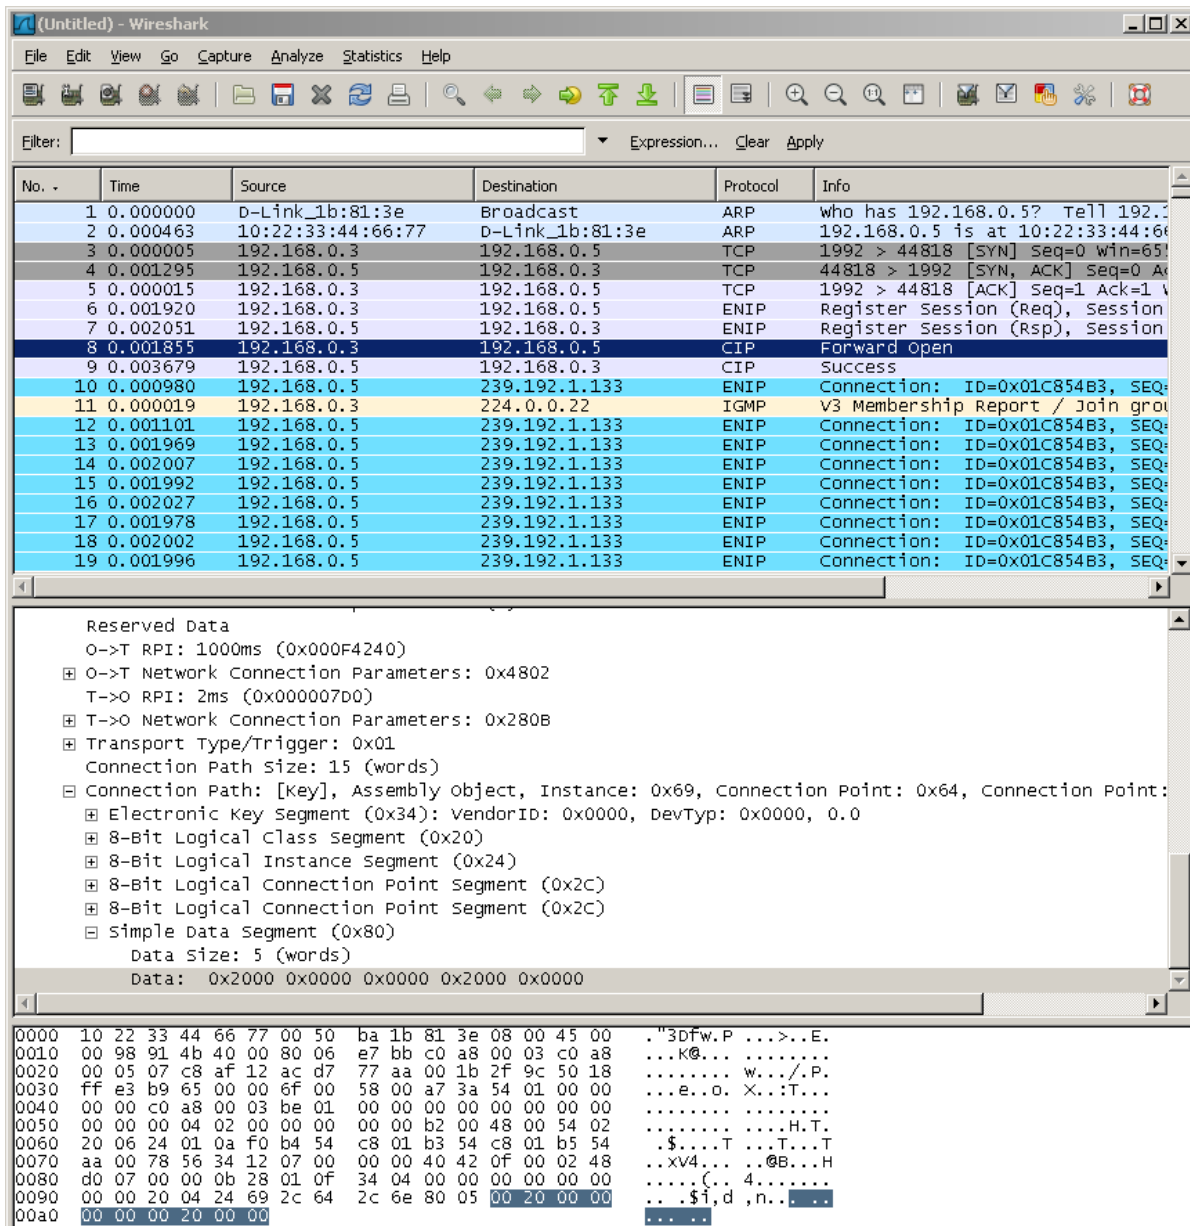 (Untitled) - Wireshark
File Edit View Go Capture Analyze Statistics Help
Filter: Expression... Clear Apply
No. Time Source Destination Protocol Info
1 0.000000 D-Link_1b:81:3e Broadcast ARP Who has 192.168.0.5? Tell 192.1
2 0.000463 10:22:33:44:66:77 D-Link_1b:81:3e ARP 192.168.0.5 is at 10:22:33:44:66
3 0.000005 192.168.0.3 192.168.0.5 TCP 1992 > 44818 [SYN] Seq=0 Win=655
4 0.001295 192.168.0.5 192.168.0.3 TCP 44818 > 1992 [SYN, ACK] Seq=0 Ac
5 0.000015 192.168.0.3 192.168.0.5 TCP 1992 > 44818 [ACK] Seq=1 Ack=1 W
6 0.001920 192.168.0.3 192.168.0.5 ENIP Register Session (Req), Session
7 0.002051 192.168.0.5 192.168.0.3 ENIP Register Session (Rsp), Session
8 0.001855 192.168.0.3 192.168.0.5 CIP Forward Open
9 0.003679 192.168.0.5 192.168.0.3 CIP Success
10 0.000980 192.168.0.5 239.192.1.133 ENIP Connection: ID=0x01C854B3, SEQ=
11 0.000019 192.168.0.3 224.0.0.22 IGMP V3 Membership Report / Join grou
12 0.001101 192.168.0.5 239.192.1.133 ENIP Connection: ID=0x01C854B3, SEQ=
13 0.001969 192.168.0.5 239.192.1.133 ENIP Connection: ID=0x01C854B3, SEQ=
14 0.002007 192.168.0.5 239.192.1.133 ENIP Connection: ID=0x01C854B3, SEQ=
15 0.001992 192.168.0.5 239.192.1.133 ENIP Connection: ID=0x01C854B3, SEQ=
16 0.002027 192.168.0.5 239.192.1.133 ENIP Connection: ID=0x01C854B3, SEQ=
17 0.001978 192.168.0.5 239.192.1.133 ENIP Connection: ID=0x01C854B3, SEQ=
18 0.002002 192.168.0.5 239.192.1.133 ENIP Connection: ID=0x01C854B3, SEQ=
19 0.001996 192.168.0.5 239.192.1.133 ENIP Connection: ID=0x01C854B3, SEQ=
Reserved Data
O->T RPI: 1000ms (0x000F4240)
O->T Network Connection Parameters: 0x4802
T->O RPI: 2ms (0x000007D0)
T->O Network Connection Parameters: 0x280B
Transport Type/Trigger: 0x01
Connection Path Size: 15 (words)
Connection Path: [Key], Assembly Object, Instance: 0x69, Connection Point: 0x64, Connection Point:
Electronic Key Segment (0x34): VendorID: 0x0000, DevTyp: 0x0000, 0.0
8-Bit Logical Class Segment (0x20)
8-Bit Logical Instance Segment (0x24)
8-Bit Logical Connection Point Segment (0x2C)
8-Bit Logical Connection Point Segment (0x2C)
Simple Data Segment (0x80)
Data Size: 5 (words)
Data: 0x2000 0x0000 0x0000 0x2000 0x0000
0000 10 22 33 44 66 77 00 50 ba 1b 81 3e 08 00 45 00 ."3Dfw.P ...>..E.
0010 00 98 91 4b 40 00 80 06 e7 bb c0 a8 00 03 c0 a8 ...K@... ........
0020 00 05 07 c8 af 12 ac d7 77 aa 00 1b 2f 9c 50 18 ........ w.../.P.
0030 ff e3 b9 65 00 00 6f 00 58 00 a7 3a 54 01 00 00 ...e..o. X..:T...
0040 00 00 c0 a8 00 03 be 01 00 00 00 00 00 00 00 00 ........ ........
0050 00 00 00 04 02 00 00 00 00 00 b2 00 48 00 54 02 ........ ....H.T.
0060 20 06 24 01 0a f0 b4 54 c8 01 b3 54 c8 01 b5 54 .$....T ...T...T
0070 aa 00 78 56 34 12 07 00 00 00 40 42 0f 00 02 48 ..xV4... ..@B...H
0080 d0 07 00 00 0b 28 01 0f 34 04 00 00 00 00 00 00 .....(.. 4.......
0090 00 00 20 04 24 69 2c 64 2c 6e 80 05 00 20 00 00 .. .$i,d ,n... ..
00a0 00 00 00 20 00 00 ... ..